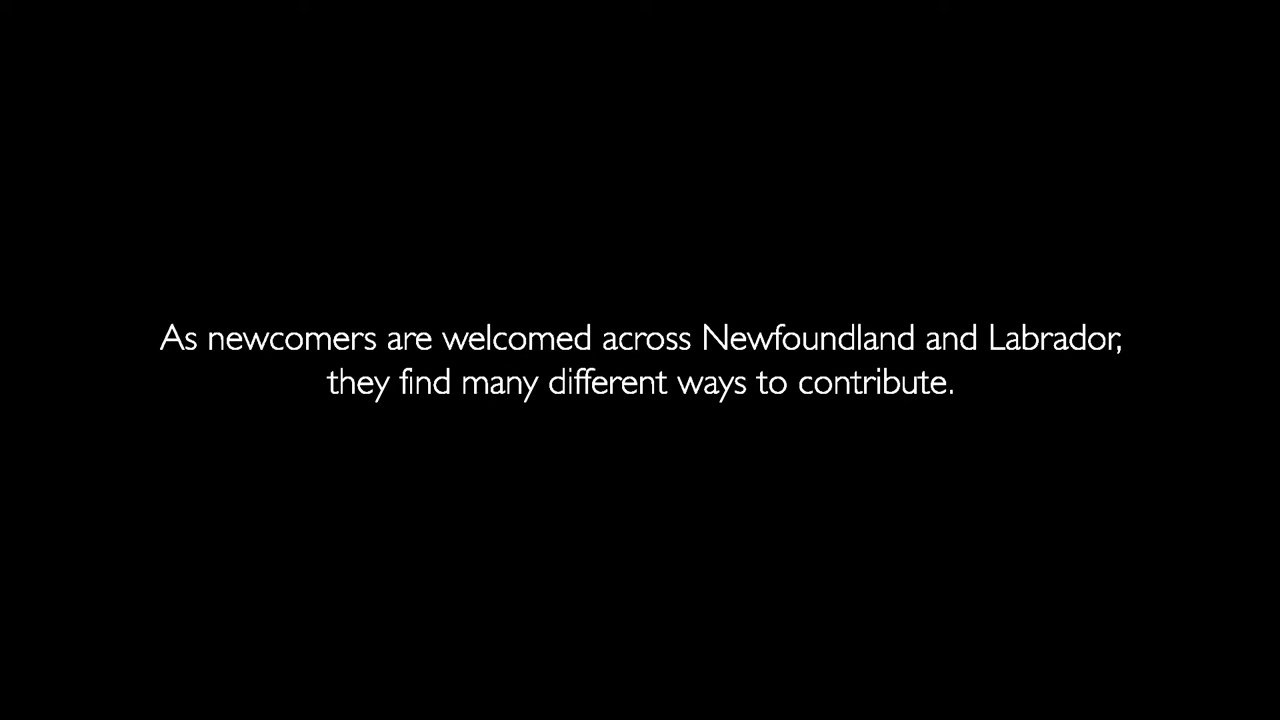 As newcomers are welcomed across Newfoundland and Labrador,
they find many different ways to contribute.